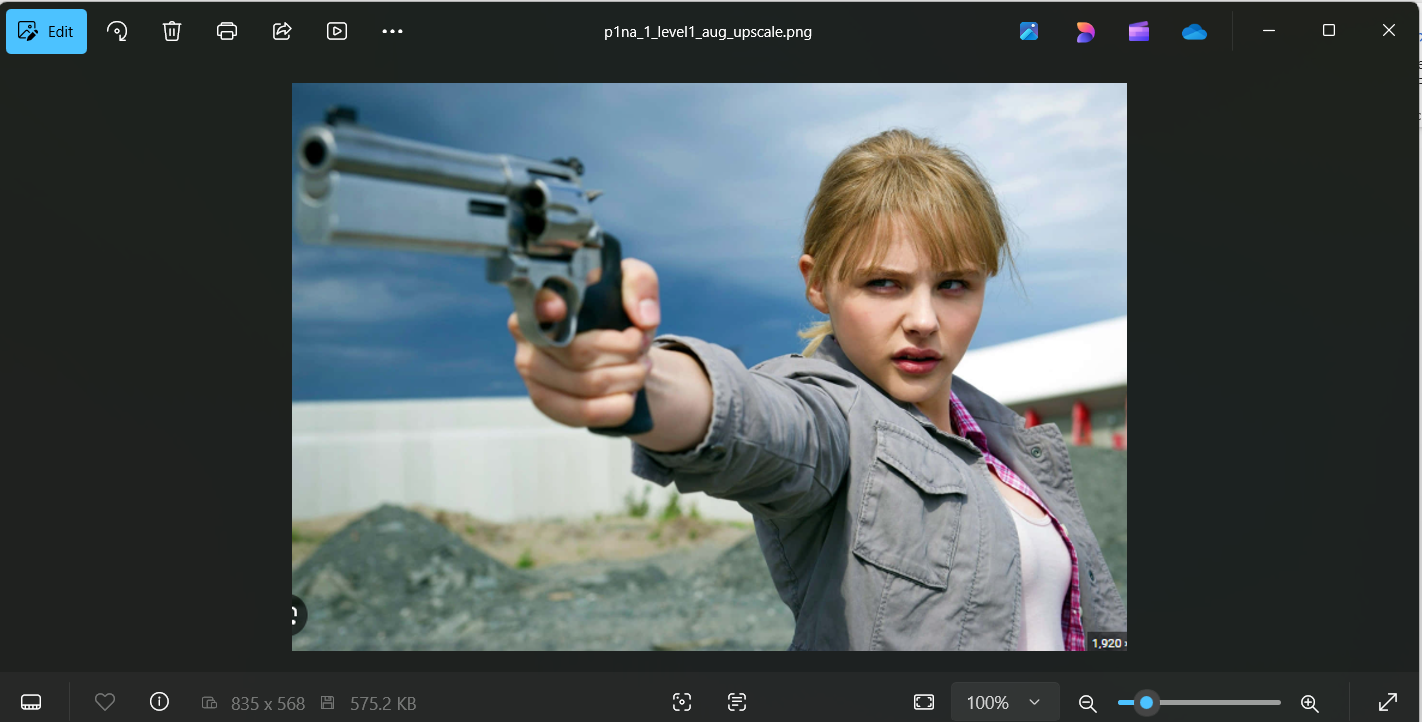 Edit
p1na_1_level1_aug_upscale.png
1,920
835 x 568
575.2 KB
100%